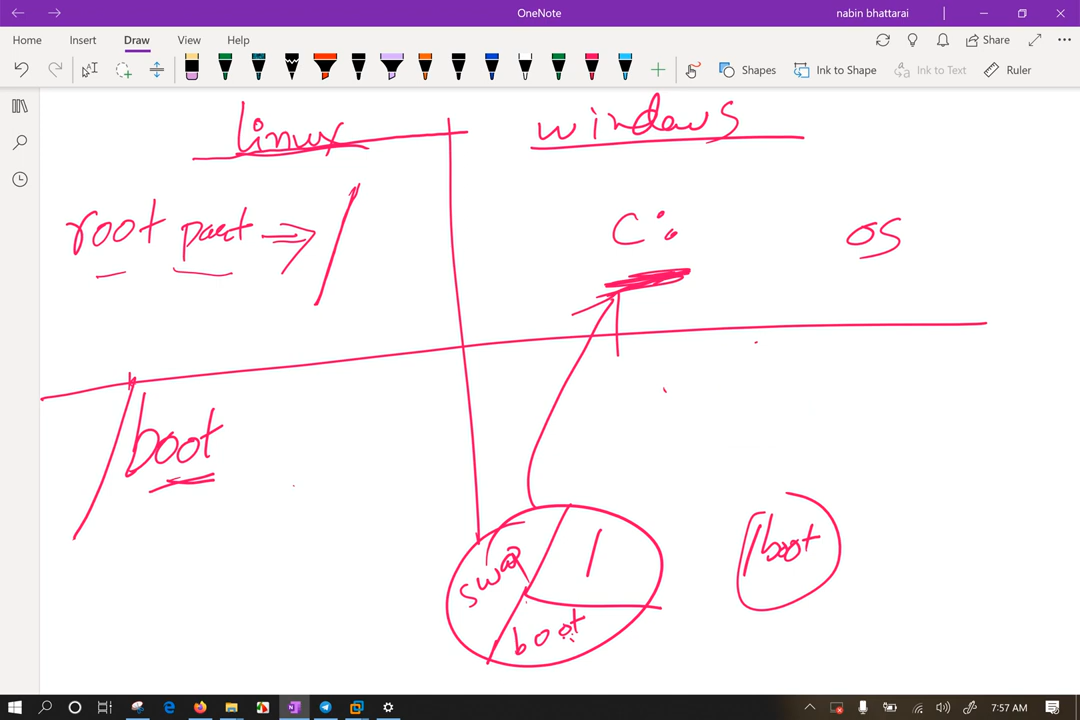 OneNote
nabin bhattarai
Home Insert Draw View Help
Share
Shapes Ink to Shape Ink to Text Ruler
linux windows
root part ⇒ / C: OS
/boot
swap / /boot
boot
7:57 AM